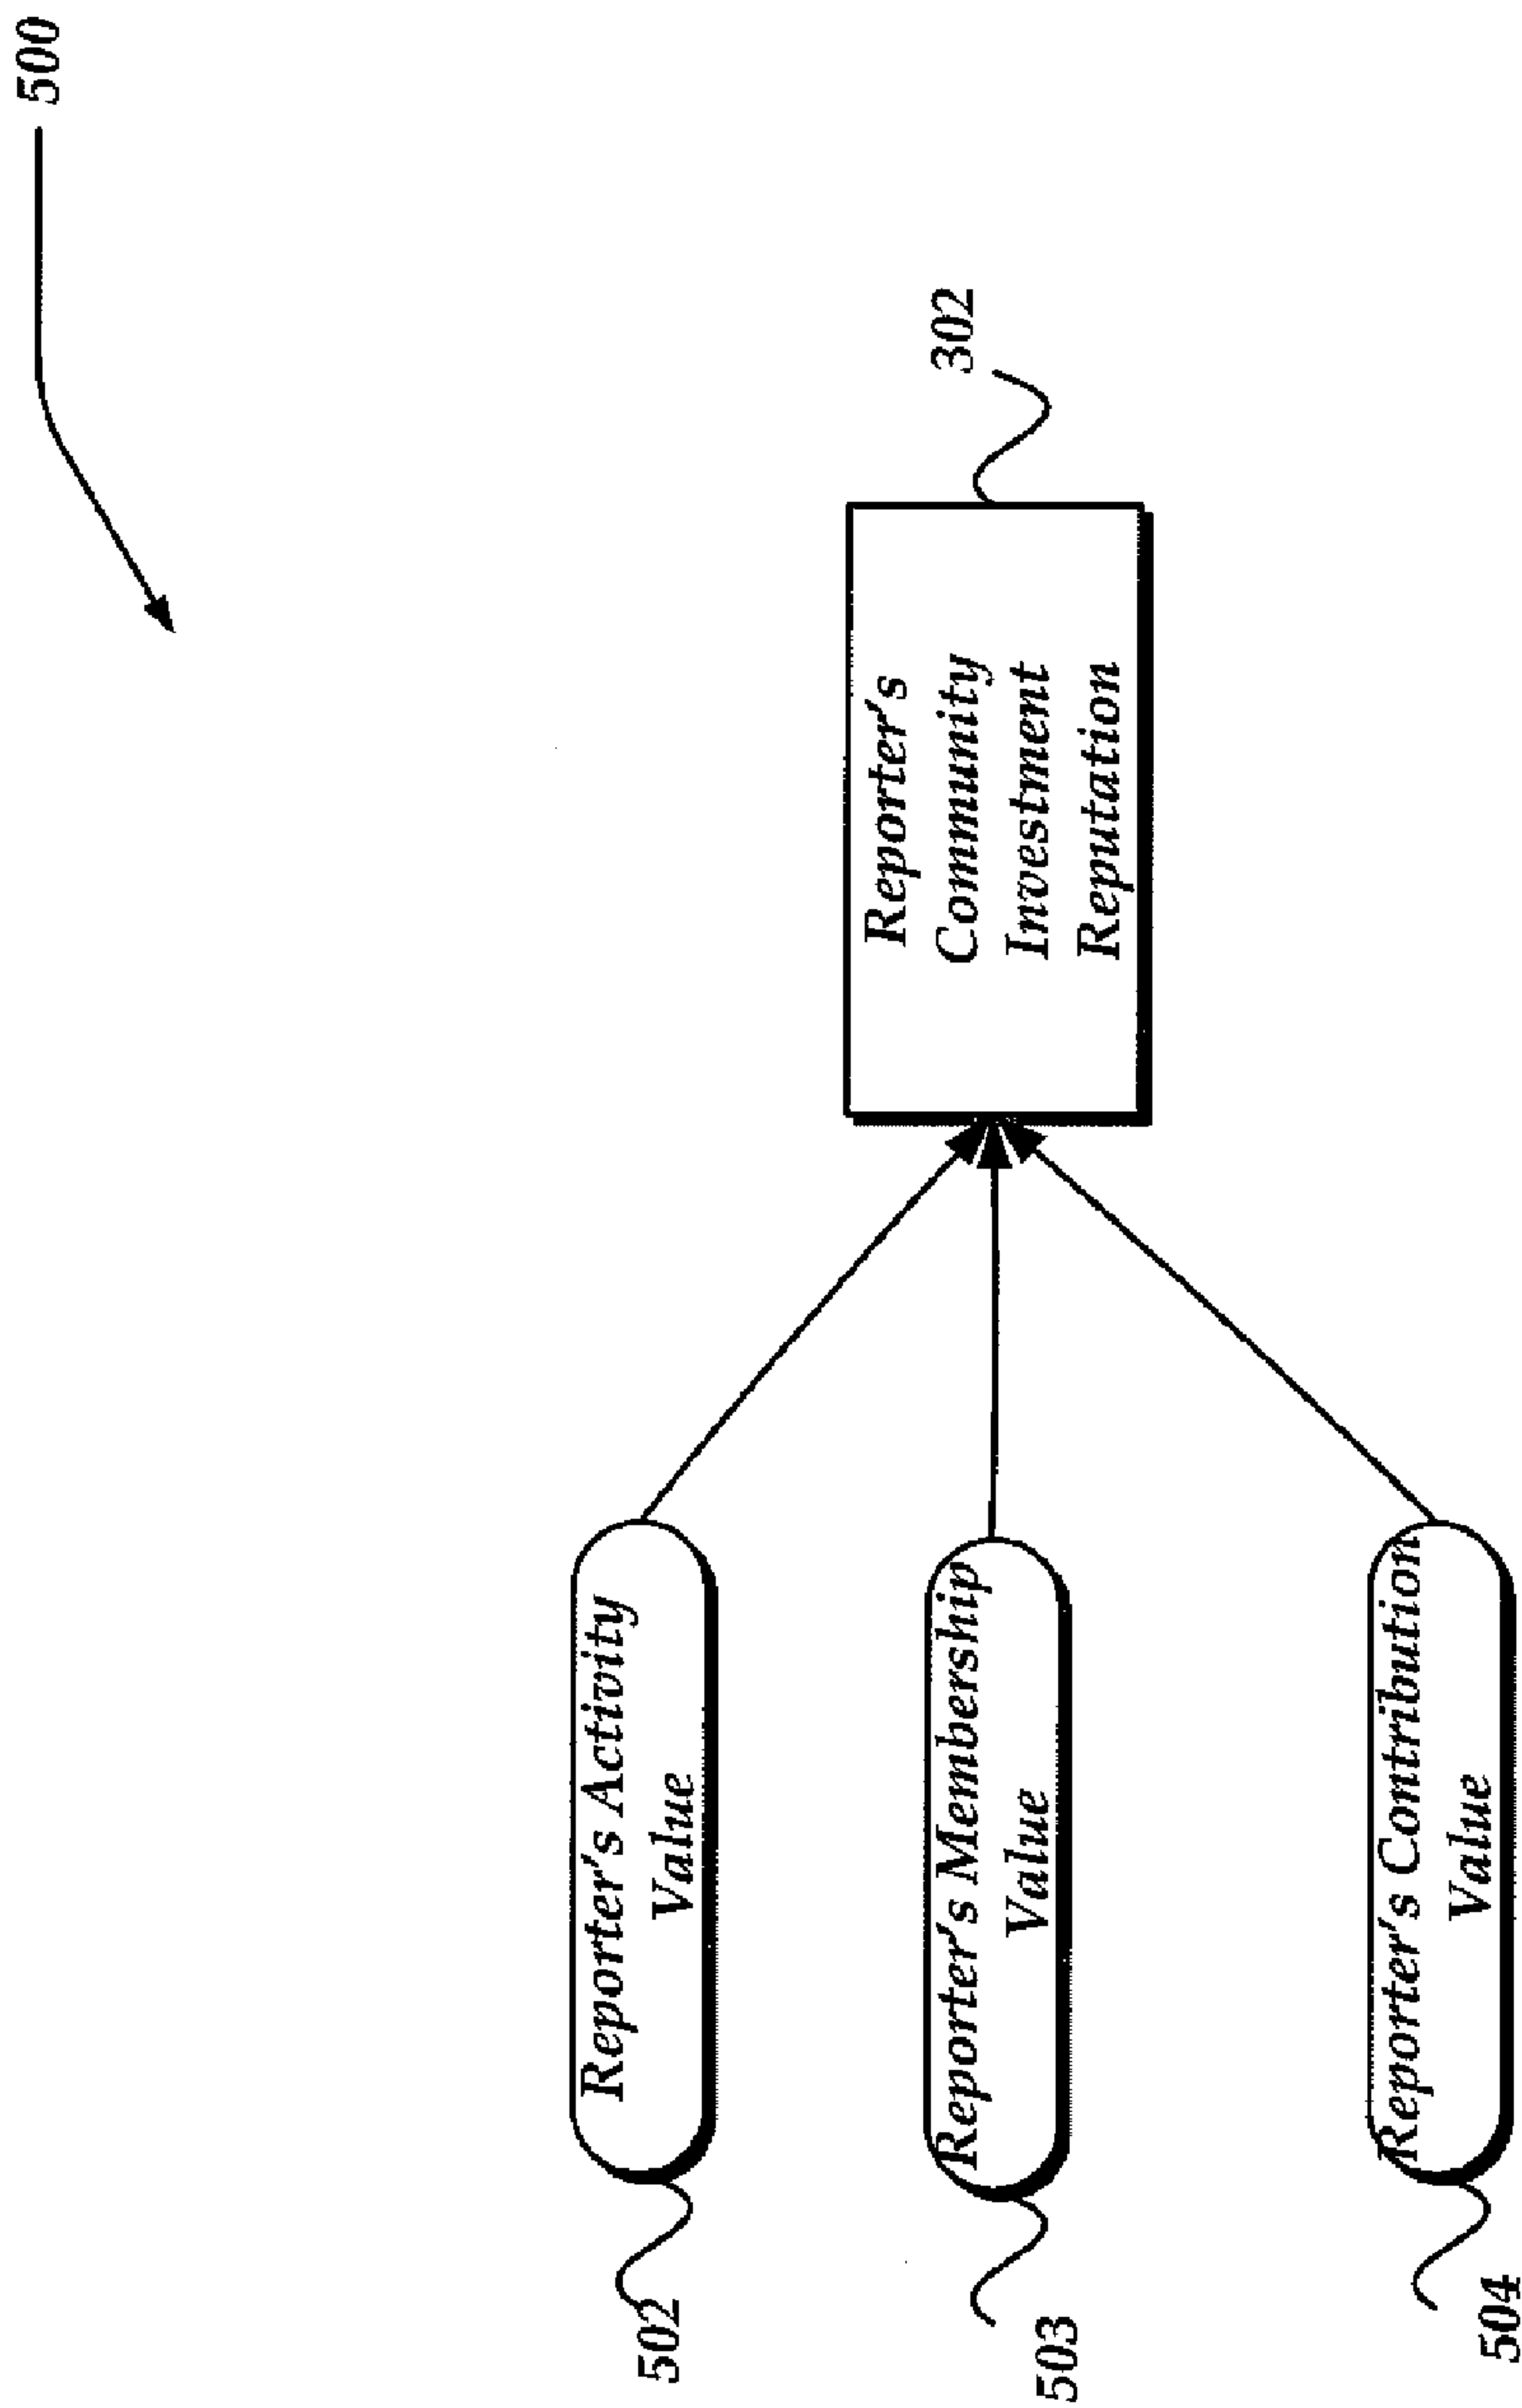 500
502
Reporter's Activity
Value
503
Reporter's Membership
Value
504
Reporter's Contribution
Value
Reporter's
Community
Investment
Reputation
302